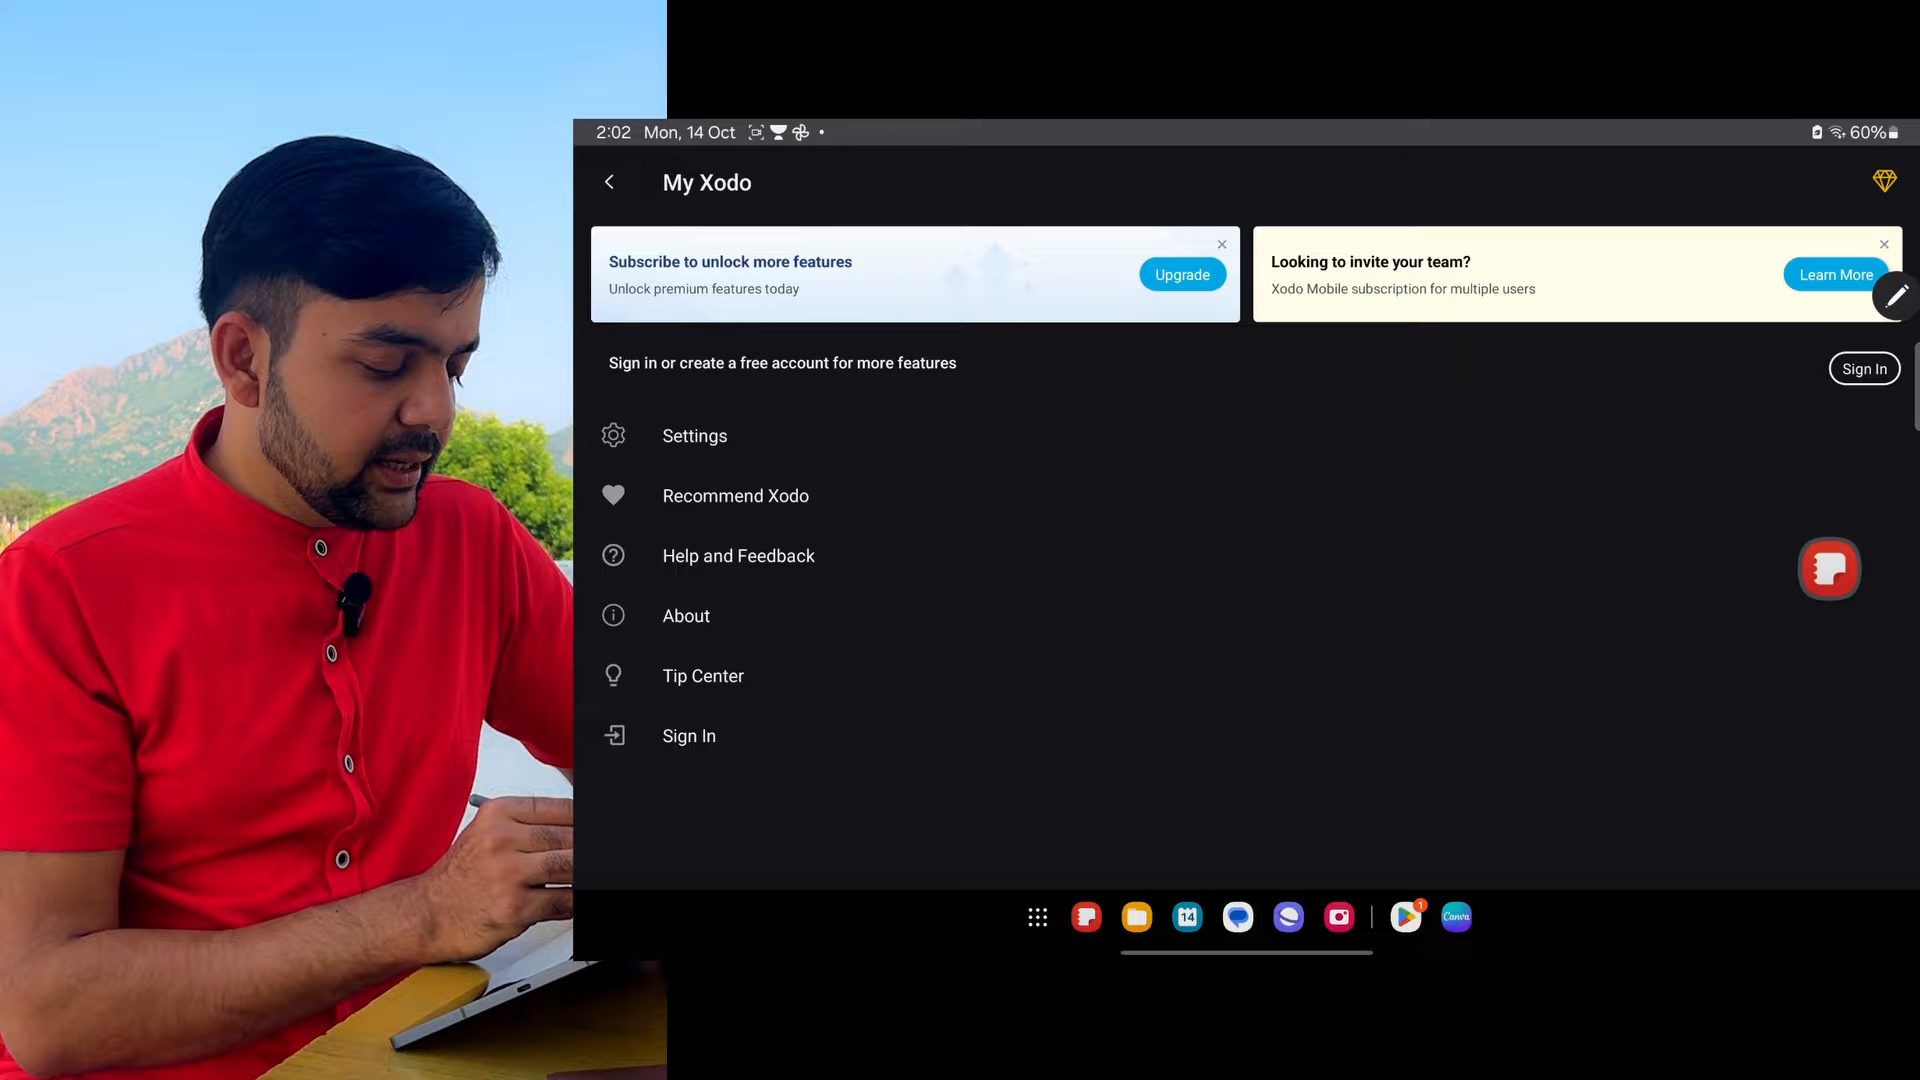 2:02 Mon, 14 Oct
60%
My Xodo
Subscribe to unlock more features
Unlock premium features today
Upgrade
Looking to invite your team?
Xodo Mobile subscription for multiple users
Learn More
Sign in or create a free account for more features
Sign In
Settings
Recommend Xodo
Help and Feedback
About
Tip Center
Sign In
14
1
Canva